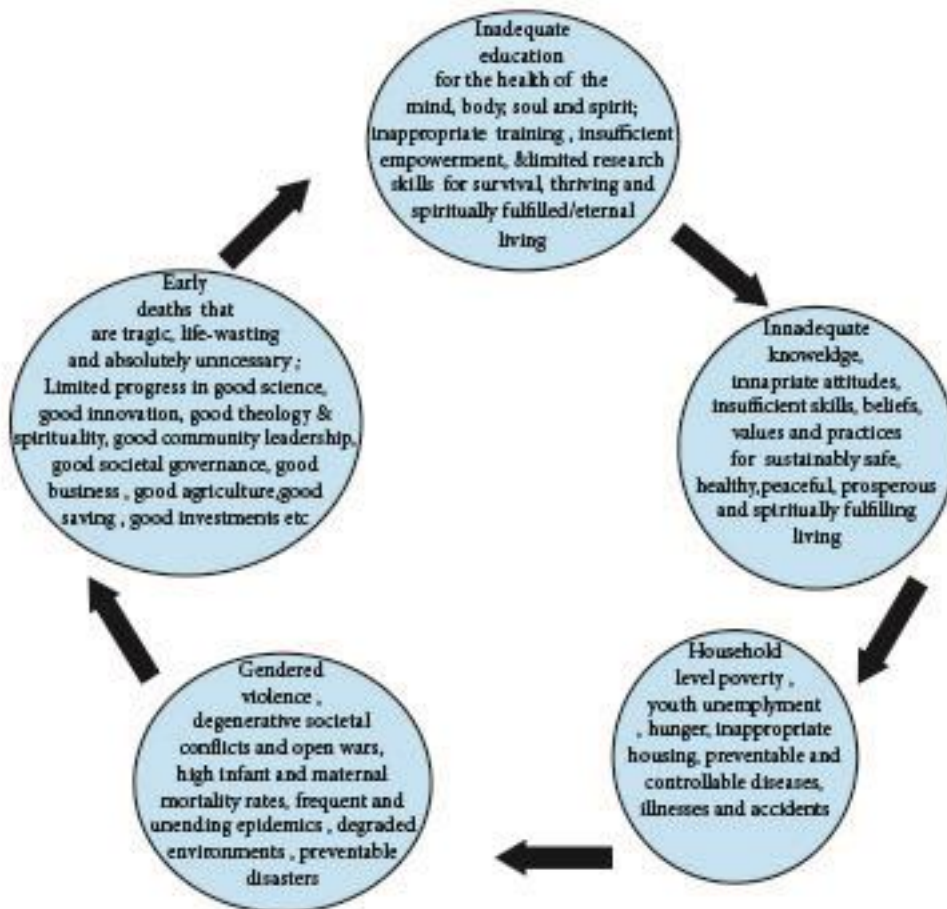 Inadequate
education
for the health of the
mind, body, soul and spirit;
inappropriate training , insufficient
empowerment, &limited research
skills for survival, thriving and
spiritually fulfilled/eternal
living
Innadequate
knoweldge,
innapriate attitudes,
insufficient skills, beliefs,
values and practices
for sustainably safe,
healthy,peaceful, prosperous
and spiritually fulfilling
living
Household
level poverty ,
youth unemplyment
, hunger, inappropriate
housing, preventable and
controllable diseases,
illnesses and accidents
Gendered
violence ,
degenerative societal
conflicts and open wars,
high infant and maternal
mortality rates, frequent and
unending epidemics , degraded
environments , preventable
disasters
Early
deaths that
are tragic, life-wasting
and absolutely unncessary ;
Limited progress in good science,
good innovation, good theology &
spirituality, good community leadership,
good societal governance, good
business , good agriculture,good
saving , good investments etc